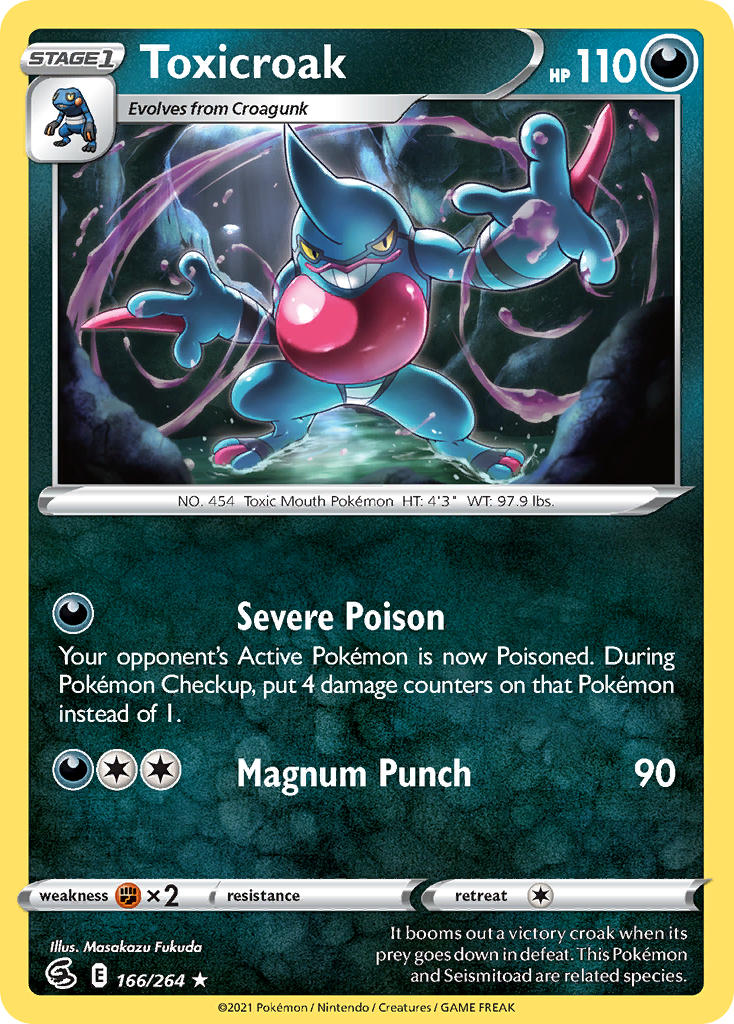 STAGE1
Toxicroak
HP 110
Evolves from Croagunk
NO. 454 Toxic Mouth Pokémon HT: 4'3" WT: 97.9 lbs.
Severe Poison
Your opponent's Active Pokémon is now Poisoned. During
Pokémon Checkup, put 4 damage counters on that Pokémon
instead of 1.
Magnum Punch 90
weakness ×2 resistance retreat
Illus. Masakazu Fukuda
E 166/264 ★
It booms out a victory croak when its
prey goes down in defeat. This Pokémon
and Seismitoad are related species.
©2021 Pokémon / Nintendo / Creatures / GAME FREAK